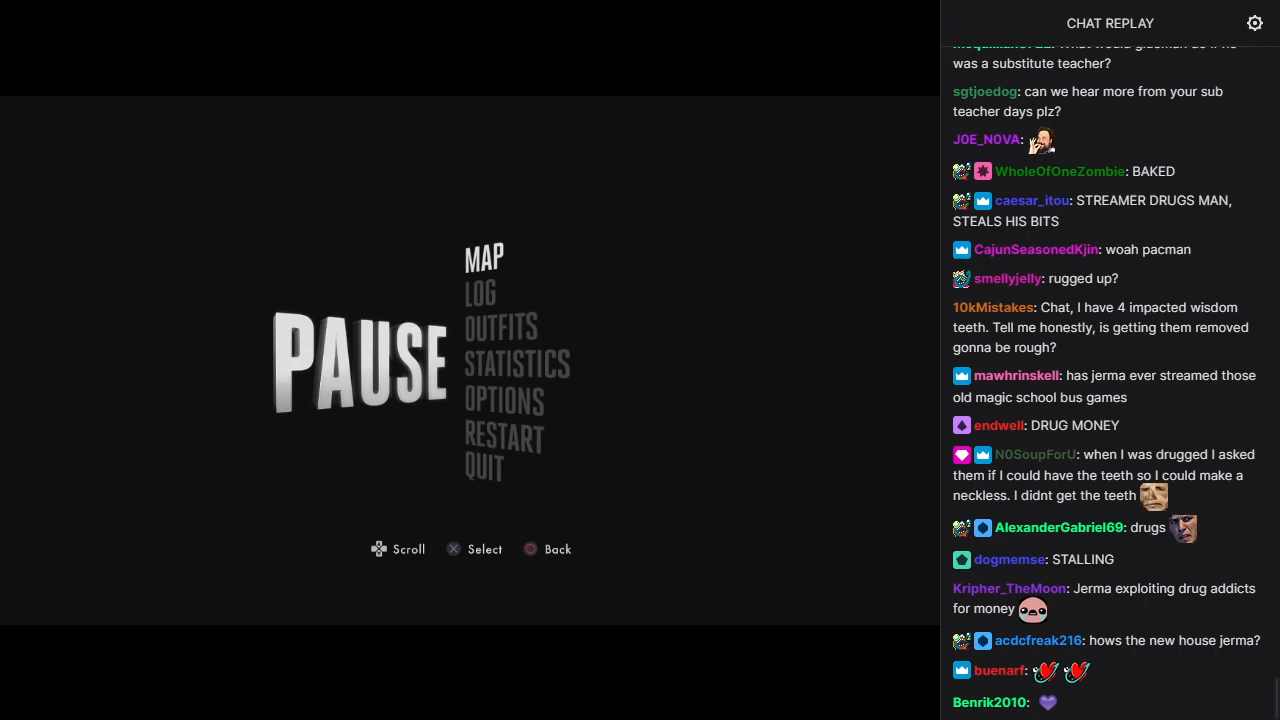 PAUSE
MAP
LOG
OUTFITS
STATISTICS
OPTIONS
RESTART
QUIT
Scroll
Select
Back
CHAT REPLAY
was a substitute teacher?
sgtjoedog: can we hear more from your sub
teacher days plz?
J0E_N0VA:
WholeOfOneZombie: BAKED
caesar_itou: STREAMER DRUGS MAN,
STEALS HIS BITS
CajunSeasonedKjin: woah pacman
smellyjelly: rugged up?
10kMistakes: Chat, I have 4 impacted wisdom
teeth. Tell me honestly, is getting them removed
gonna be rough?
mawhrinskell: has jerma ever streamed those
old magic school bus games
endwell: DRUG MONEY
N0SoupForU: when I was drugged I asked
them if I could have the teeth so I could make a
neckless. I didnt get the teeth
AlexanderGabriel69: drugs
dogmemse: STALLING
Kripher_TheMoon: Jerma exploiting drug addicts
for money
acdcfreak216: hows the new house jerma?
buenarf:
Benrik2010: